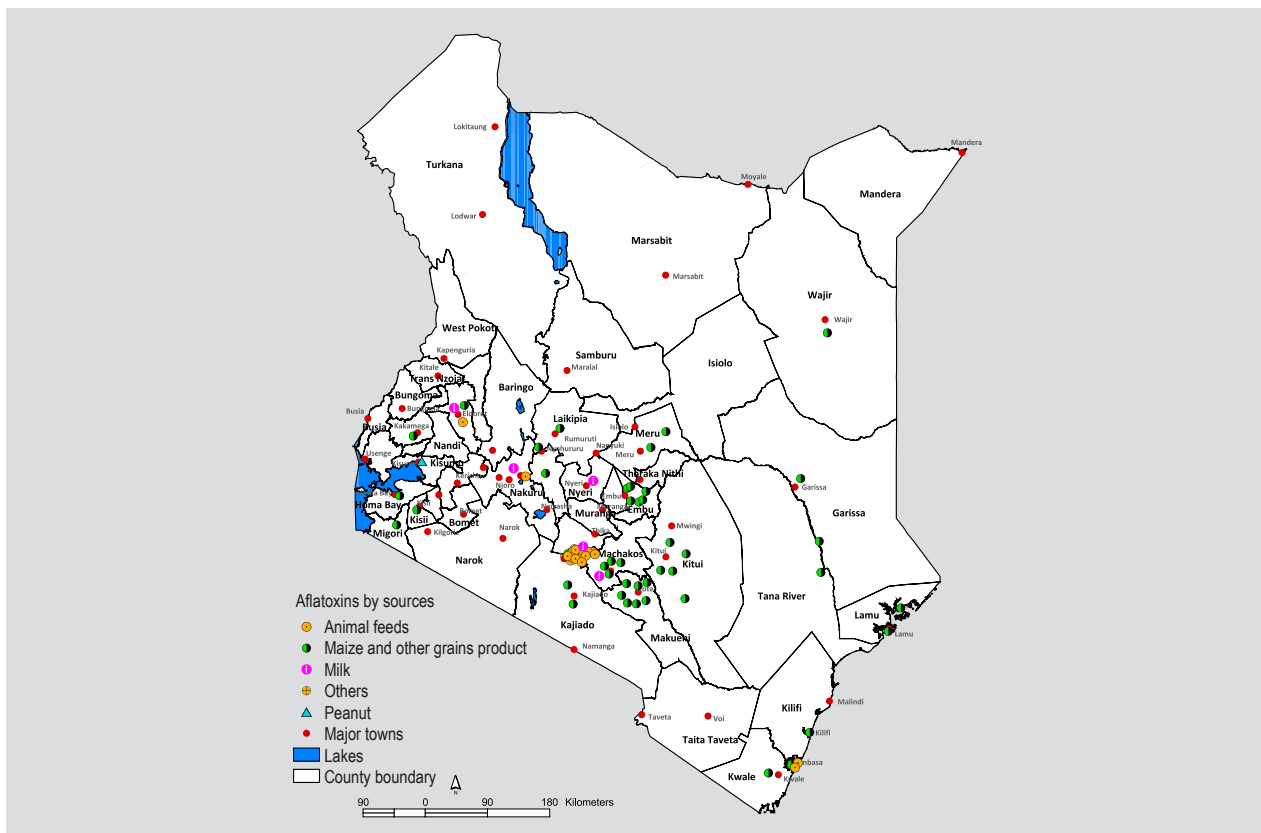 Lokitaung
Turkana
Mandera
Moyale
Mandera
Lodwar
Marsabit
Marsabit
Wajir
Wajir
West Pokot
Kapenguria
Samburu
Isiolo
Kitale
Trans Nzoia
Maralal
Baringo
Bungoma
Busia
Eldoret
Laikipia
Busia
Kakamega
Isiolo
Meru
Rumuruti
Nandi
Nanyuki
Meru
Usenge
Kisumu
Tharaka Nithi
Nyeri
Garissa
Njoro
Nakuru
Nyeri
Embu
Homa Bay
Embu
Garissa
Kisii
Bomet
Muranga
Migori
Kilgoris
Narok
Thika
Mwingi
Narok
Machakos
Kitui
Kitui
Tana River
Kajiado
Lamu
Kajiado
Makueni
Lamu
Namanga
Kilifi
Malindi
Taveta
Voi
Taita Taveta
Kilifi
Kwale
Kwale
Aflatoxins by sources
Animal feeds
Maize and other grains product
Milk
Others
Peanut
Major towns
Lakes
County boundary
N
90 0 90 180 Kilometers